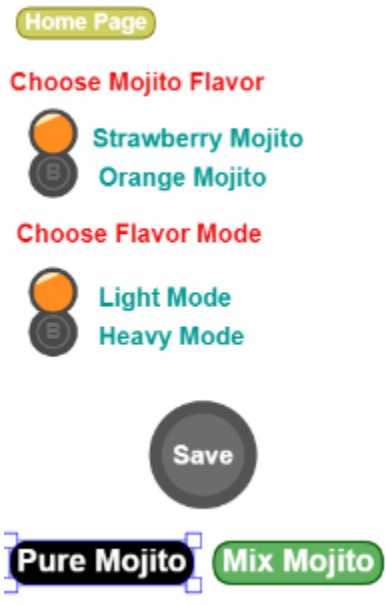 Home Page
Choose Mojito Flavor
Strawberry Mojito
B
Orange Mojito
Choose Flavor Mode
Light Mode
B
Heavy Mode
Save
Pure Mojito
Mix Mojito